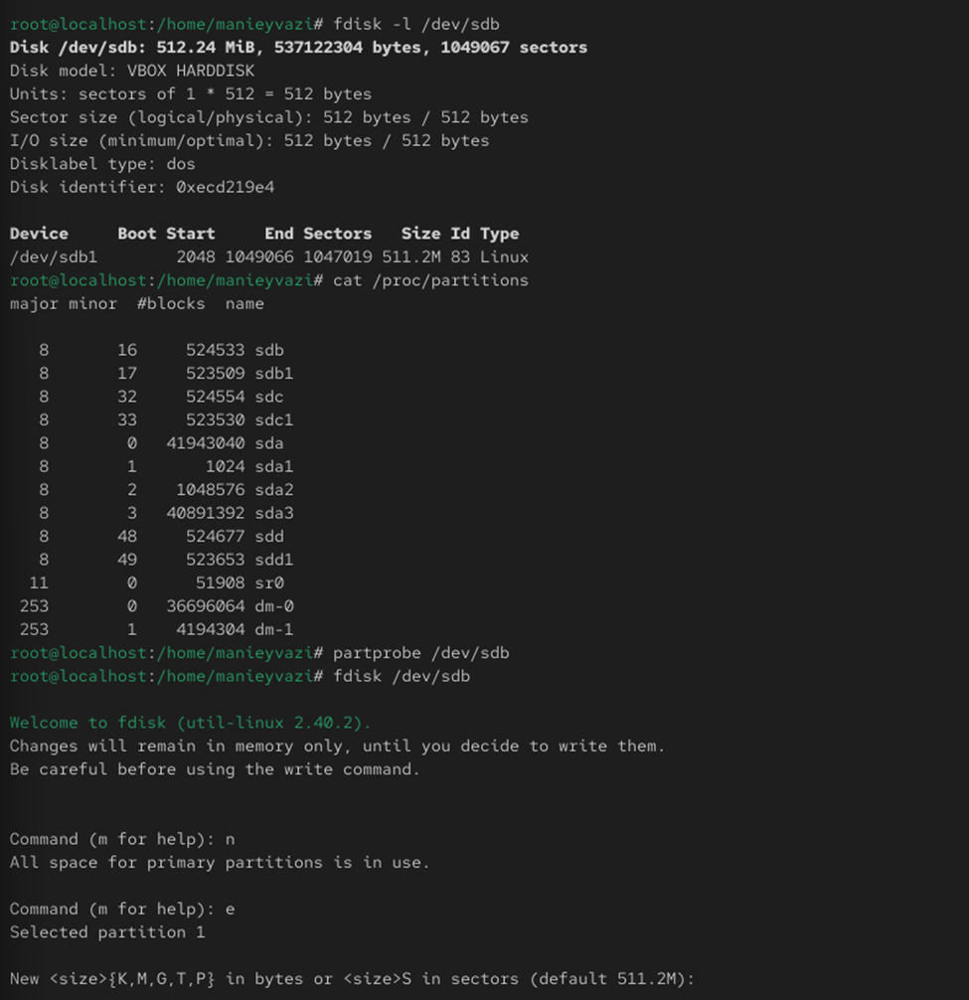 root@localhost:/home/manieyvazi# fdisk -l /dev/sdb
Disk /dev/sdb: 512.24 MiB, 537122304 bytes, 1049067 sectors
Disk model: VBOX HARDDISK
Units: sectors of 1 * 512 = 512 bytes
Sector size (logical/physical): 512 bytes / 512 bytes
I/O size (minimum/optimal): 512 bytes / 512 bytes
Disklabel type: dos
Disk identifier: 0xecd219e4
Device     Boot Start     End Sectors   Size Id Type
/dev/sdb1        2048 1049066 1047019 511.2M 83 Linux
root@localhost:/home/manieyvazi# cat /proc/partitions
major minor  #blocks  name
   8       16     524533 sdb
   8       17     523509 sdb1
   8       32     524554 sdc
   8       33     523530 sdc1
   8        0   41943040 sda
   8        1       1024 sda1
   8        2    1048576 sda2
   8        3   40891392 sda3
   8       48     524677 sdd
   8       49     523653 sdd1
  11        0      51908 sr0
 253        0   36696064 dm-0
 253        1    4194304 dm-1
root@localhost:/home/manieyvazi# partprobe /dev/sdb
root@localhost:/home/manieyvazi# fdisk /dev/sdb
Welcome to fdisk (util-linux 2.40.2).
Changes will remain in memory only, until you decide to write them.
Be careful before using the write command.
Command (m for help): n
All space for primary partitions is in use.
Command (m for help): e
Selected partition 1
New <size>{K,M,G,T,P} in bytes or <size>S in sectors (default 511.2M):